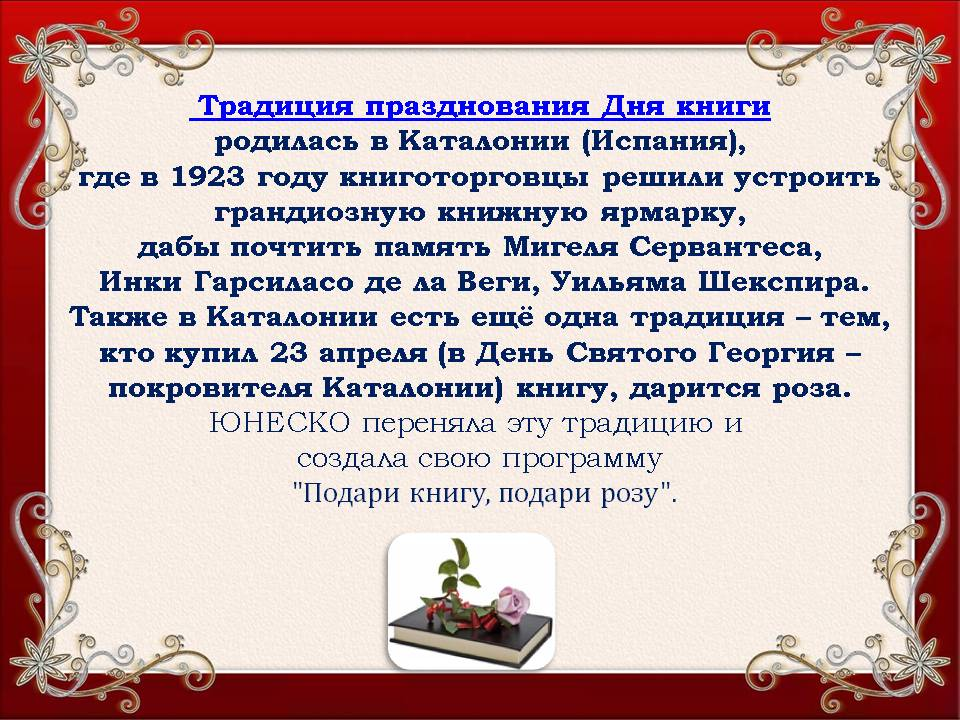 Традиция празднования Дня книги
родилась в Каталонии (Испания),
где в 1923 году книготорговцы решили устроить
грандиозную книжную ярмарку,
дабы почтить память Мигеля Сервантеса,
Инки Гарсиласо де ла Веги, Уильяма Шекспира.
Также в Каталонии есть ещё одна традиция – тем,
кто купил 23 апреля (в День Святого Георгия –
покровителя Каталонии) книгу, дарится роза.
ЮНЕСКО переняла эту традицию и
создала свою программу
"Подари книгу, подари розу".